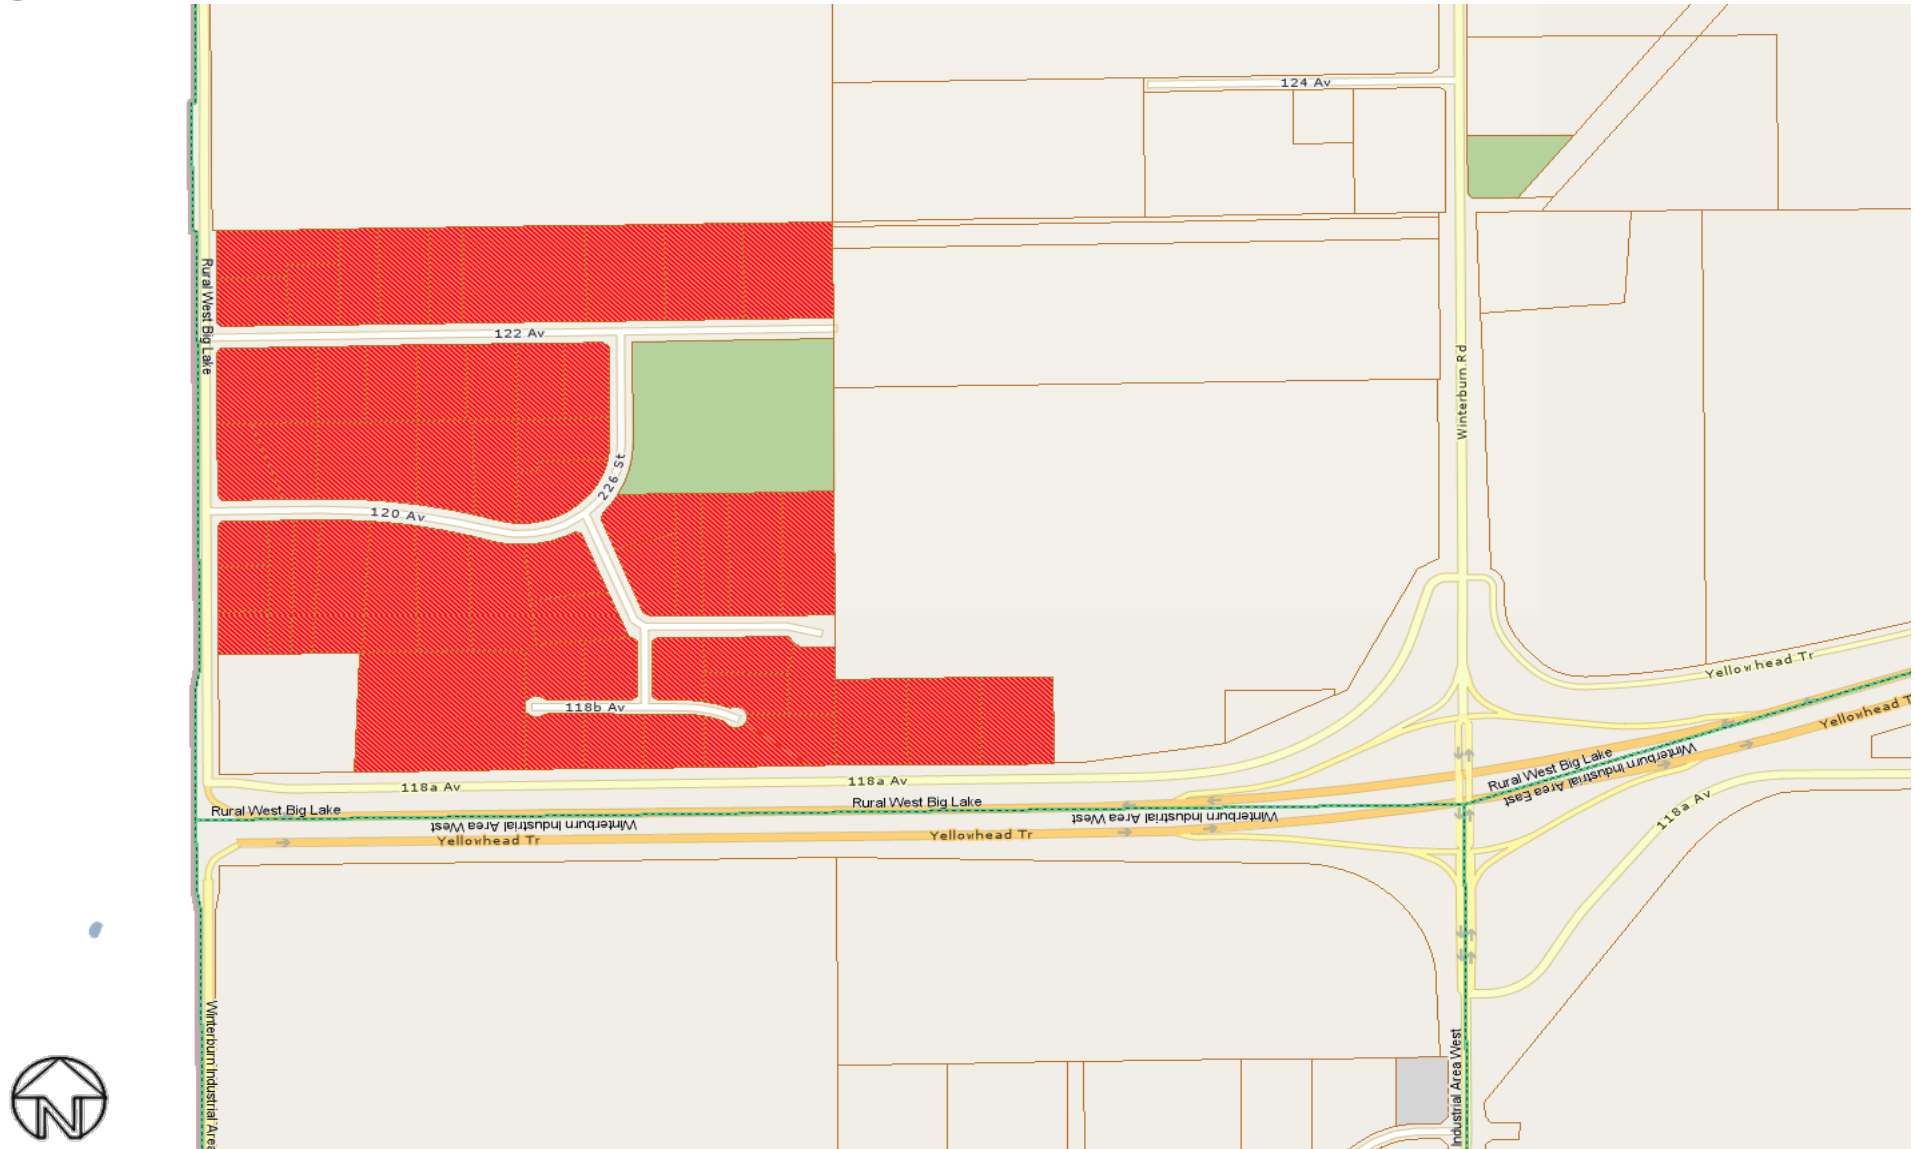 124 Av
Rural West Big Lake
122 Av
Winterburn Rd
226 St
120 Av
Yellowhead Tr
118b Av
Yellowhead T
118a Av
118a Av
Rural West Big Lake
Winterburn Industrial Area East
Rural West Big Lake
Rural West Big Lake
118a Av
Winterburn Industrial Area West
Winterburn Industrial Area West
Yellowhead Tr
Yellowhead Tr
Winterburn Industrial Area
Industrial Area West
N